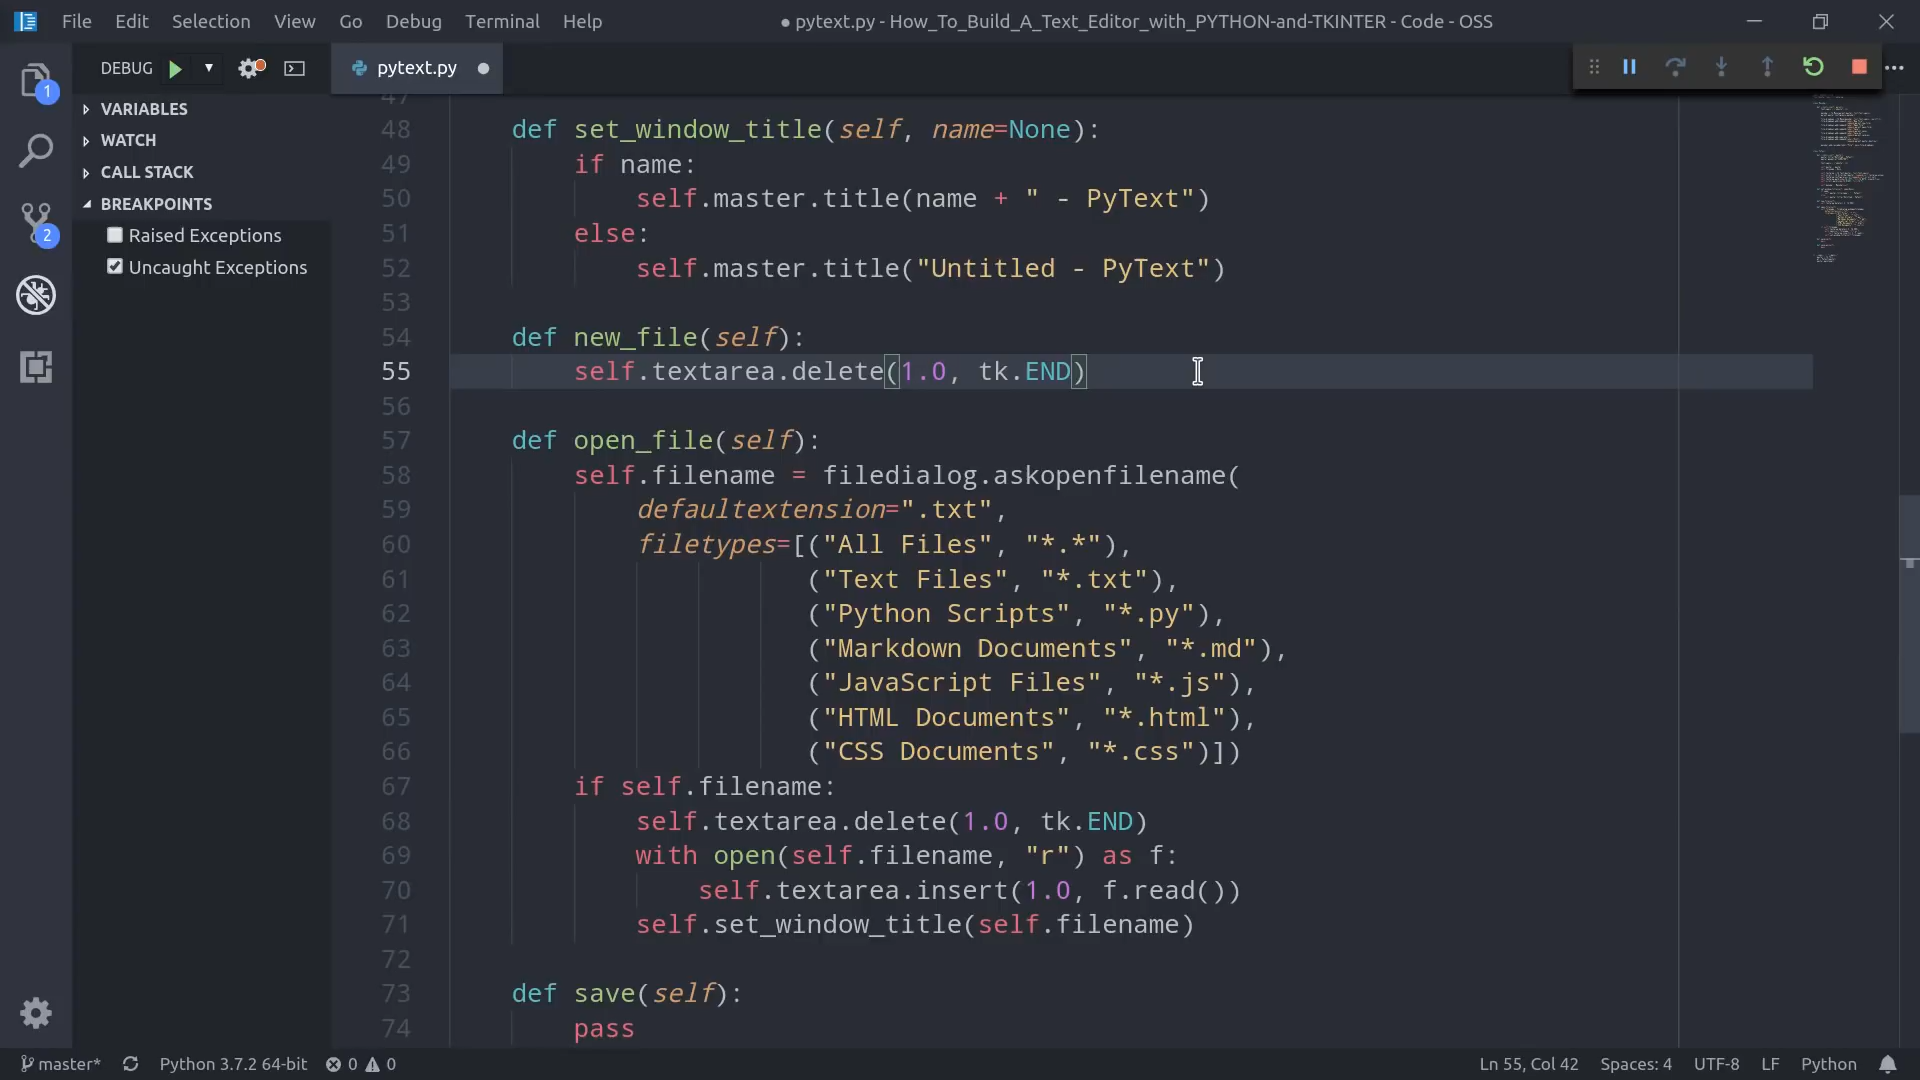 File Edit Selection View Go Debug Terminal Help ● pytext.py - How_To_Build_A_Text_Editor_with_PYTHON-and-TKINTER - Code - OSS
DEBUG pytext.py
1
VARIABLES
WATCH
CALL STACK
BREAKPOINTS
Raised Exceptions
Uncaught Exceptions
2
47
48 def set_window_title(self, name=None):
49 if name:
50 self.master.title(name + " - PyText")
51 else:
52 self.master.title("Untitled - PyText")
53
54 def new_file(self):
55 self.textarea.delete(1.0, tk.END)
56
57 def open_file(self):
58 self.filename = filedialog.askopenfilename(
59 defaultextension=".txt",
60 filetypes=[("All Files", "*.*"),
61 ("Text Files", "*.txt"),
62 ("Python Scripts", "*.py"),
63 ("Markdown Documents", "*.md"),
64 ("JavaScript Files", "*.js"),
65 ("HTML Documents", "*.html"),
66 ("CSS Documents", "*.css")])
67 if self.filename:
68 self.textarea.delete(1.0, tk.END)
69 with open(self.filename, "r") as f:
70 self.textarea.insert(1.0, f.read())
71 self.set_window_title(self.filename)
72
73 def save(self):
74 pass
master* Python 3.7.2 64-bit 0 0 Ln 55, Col 42 Spaces: 4 UTF-8 LF Python